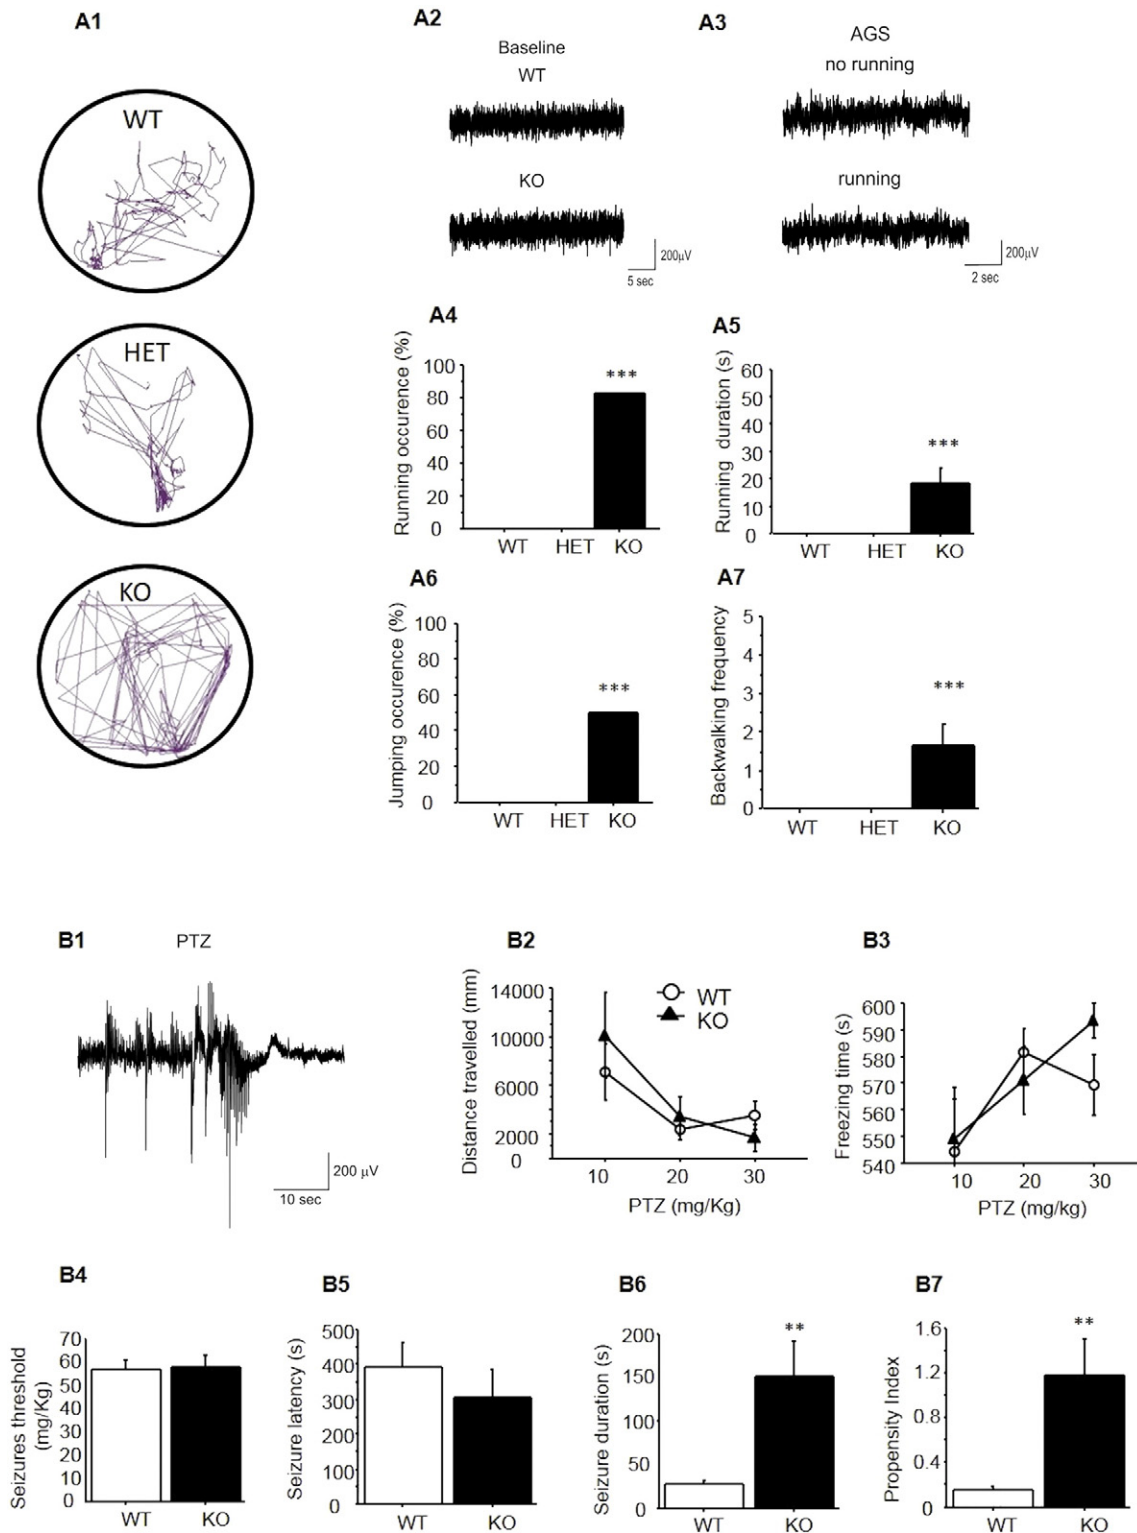 A1
WT
HET
KO
A2
Baseline
WT
KO
200µV
5 sec
A3
AGS
no running
running
200µV
2 sec
A4
Running occurence (%)
100
80
60
40
20
0
***
WT HET KO
A5
Running duration (s)
60
50
40
30
20
10
0
***
WT HET KO
A6
Jumping occurence (%)
100
80
60
40
20
0
***
WT HET KO
A7
Backwalking frequency
5
4
3
2
1
0
***
WT HET KO
B1
PTZ
200 µV
10 sec
B2
Distance travelled (mm)
14000
10000
6000
2000
0
WT
KO
10 20 30
PTZ (mg/Kg)
B3
Freezing time (s)
600
590
580
570
560
550
540
10 20 30
PTZ (mg/kg)
B4
Seizures threshold
(mg/Kg)
70
60
50
40
30
20
10
0
WT KO
B5
Seizure latency (s)
500
400
300
200
100
0
WT KO
B6
Seizure duration (s)
200
150
100
50
0
**
WT KO
B7
Propensity Index
1.6
1.2
0.8
0.4
0
**
WT KO